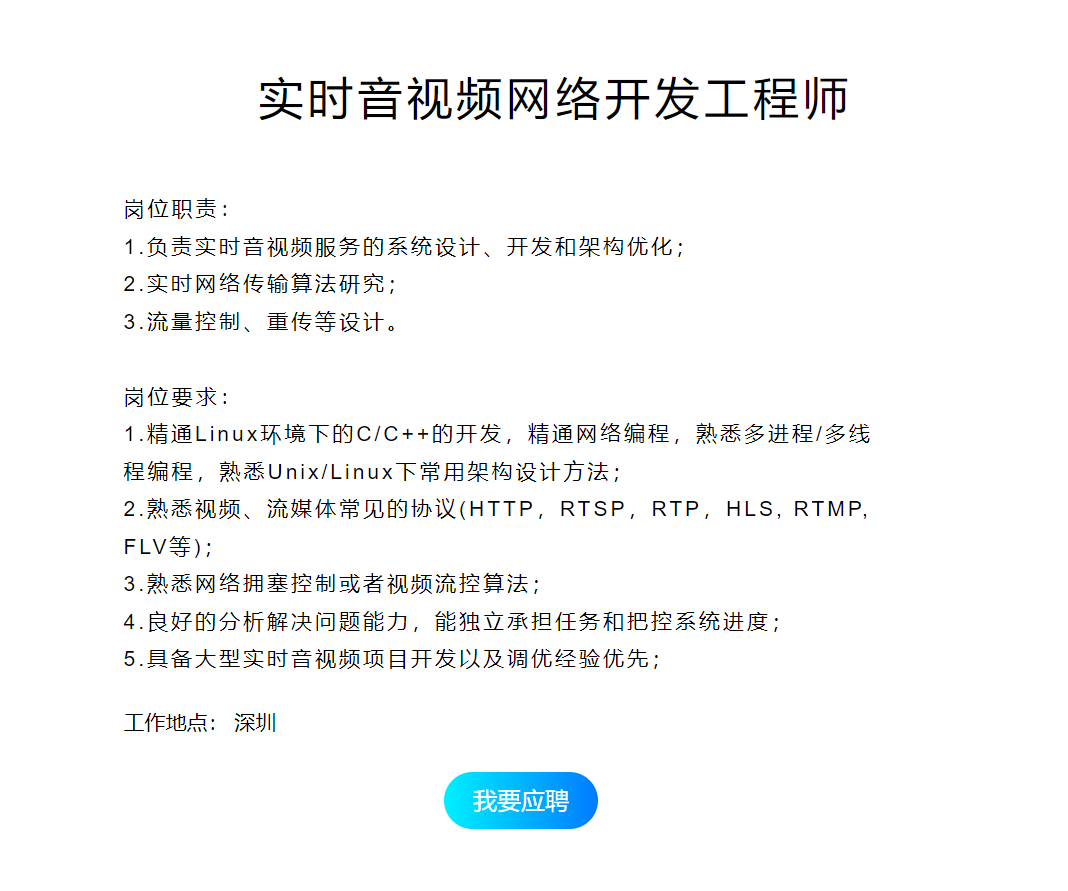 实时音视频网络开发工程师
岗位职责：
1.负责实时音视频服务的系统设计、开发和架构优化；
2.实时网络传输算法研究；
3.流量控制、重传等设计。
岗位要求：
1.精通Linux环境下的C/C++的开发，精通网络编程，熟悉多进程/多线
程编程，熟悉Unix/Linux下常用架构设计方法；
2.熟悉视频、流媒体常见的协议(HTTP，RTSP，RTP，HLS, RTMP,
FLV等)；
3.熟悉网络拥塞控制或者视频流控算法；
4.良好的分析解决问题能力，能独立承担任务和把控系统进度；
5.具备大型实时音视频项目开发以及调优经验优先；
工作地点： 深圳
我要应聘